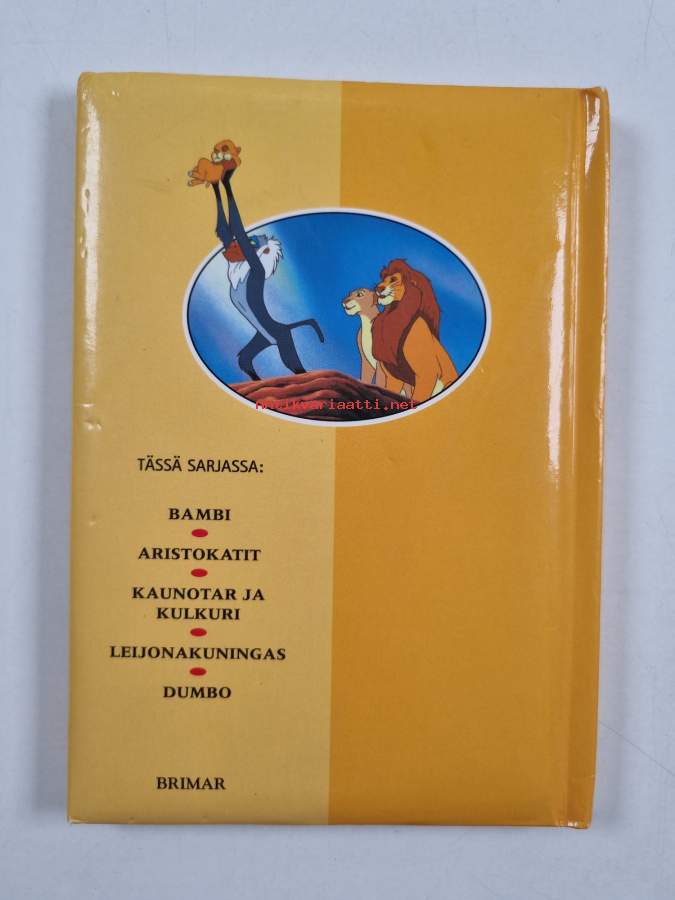 antikvariaatti.net
TÄSSÄ SARJASSA:
BAMBI
ARISTOKATIT
KAUNOTAR JA
KULKURI
LEIJONAKUNINGAS
DUMBO
BRIMAR